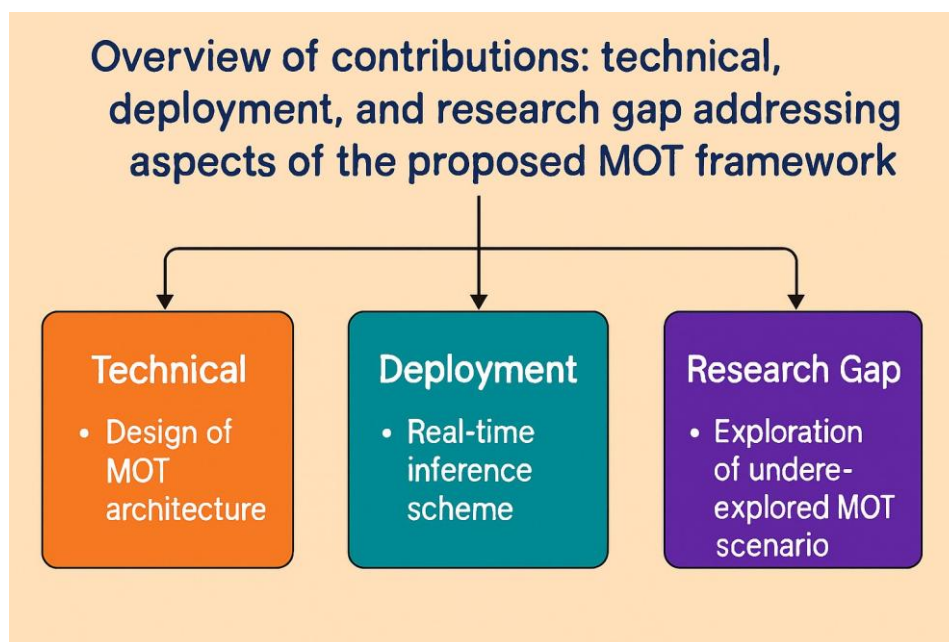 Overview of contributions: technical,
deployment, and research gap addressing
aspects of the proposed MOT framework
Technical
• Design of
MOT
architecture
Deployment
• Real-time
inference
scheme
Research Gap
• Exploration
of undere-
explored MOT
scenario